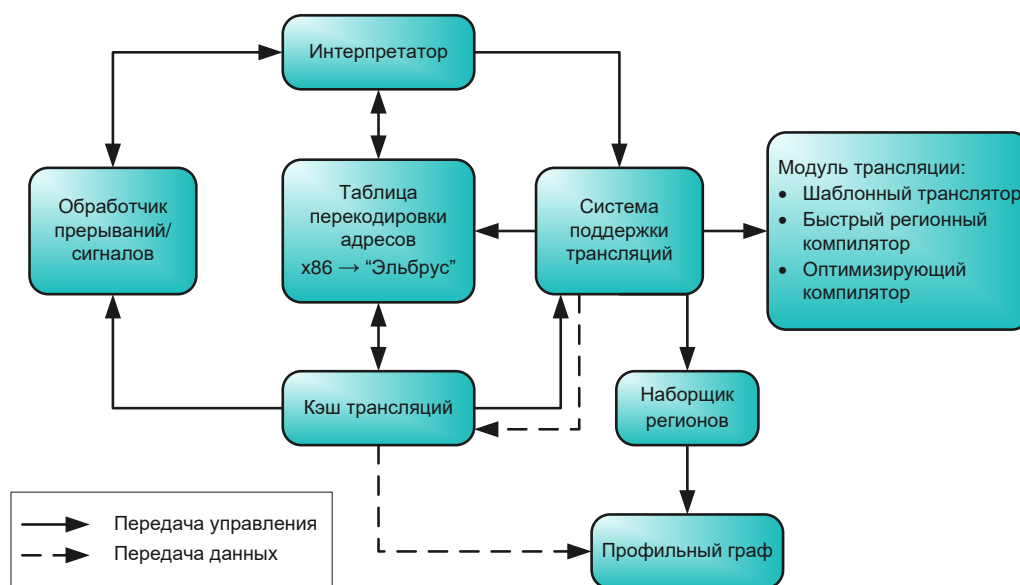 Интерпретатор
Обработчик
прерываний/
сигналов
Таблица
перекодировки
адресов
x86 → “Эльбрус”
Система
поддержки
трансляций
Модуль трансляции:
• Шаблонный транслятор
• Быстрый регионный
компилятор
• Оптимизирующий
компилятор
Кэш трансляций
Наборщик
регионов
Профильный граф
Передача управления
Передача данных